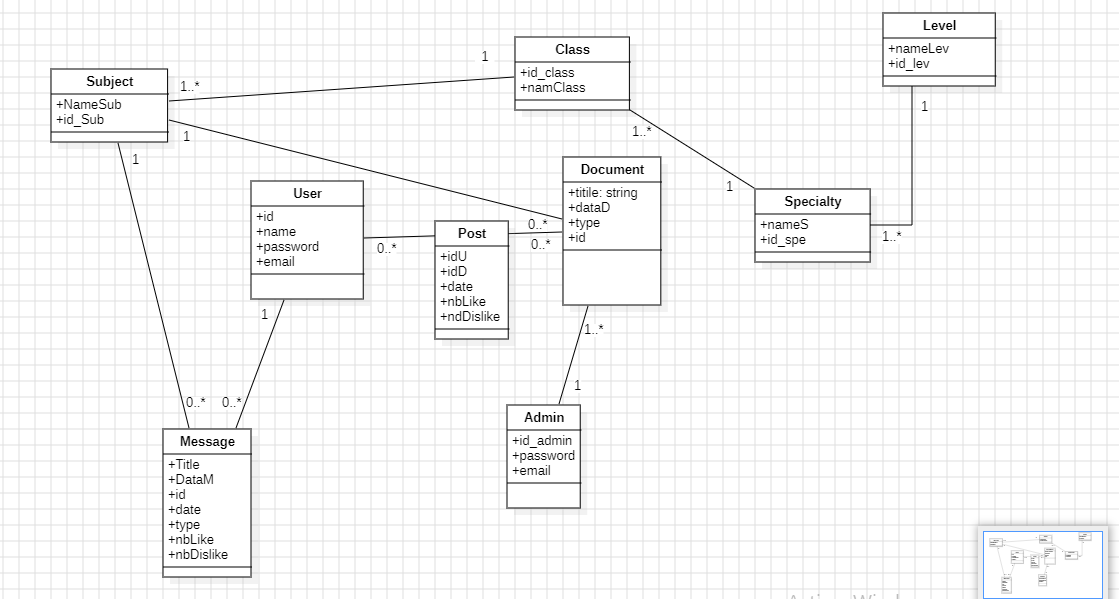 Level
+nameLev
+id_lev
1
Class
+id_class
+namClass
1
1..*
Subject
+NameSub
+id_Sub
1..*
1
1
Document
+titile: string
+dataD
+type
+id
0..*
0..*
1..*
Specialty
+nameS
+id_spe
1
1..*
User
+id
+name
+password
+email
0..*
1
Post
+idU
+idD
+date
+nbLike
+ndDislike
Admin
+id_admin
+password
+email
1
Message
+Title
+DataM
+id
+date
+type
+nbLike
+nbDislike
0..*
0..*